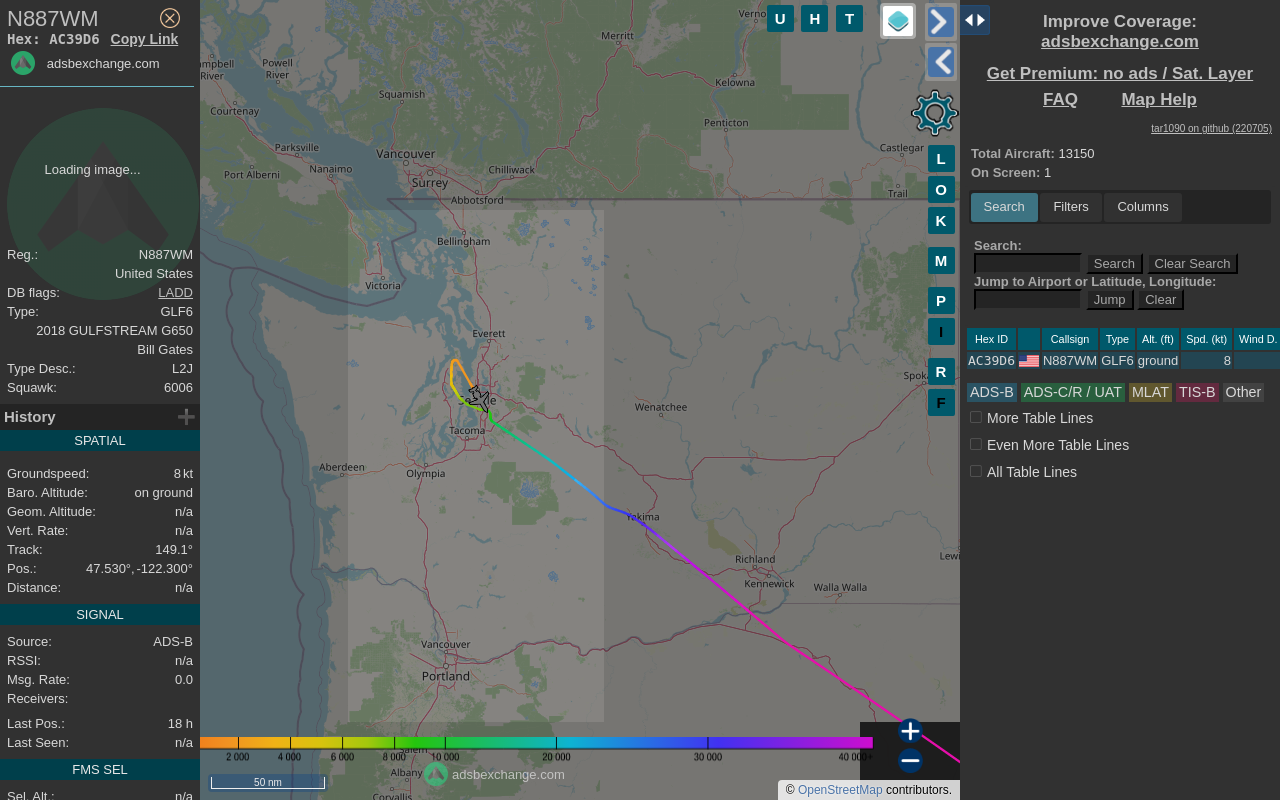 N887WM
Hex: AC39D6 Copy Link
adsbexchange.com
Loading image...
Reg.: N887WM
United States
DB flags: LADD
Type: GLF6
2018 GULFSTREAM G650
Bill Gates
Type Desc.: L2J
Squawk: 6006
History
SPATIAL
Groundspeed: 8 kt
Baro. Altitude: on ground
Geom. Altitude: n/a
Vert. Rate: n/a
Track: 149.1°
Pos.: 47.530°, -122.300°
Distance: n/a
SIGNAL
Source: ADS-B
RSSI: n/a
Msg. Rate: 0.0
Receivers:
Last Pos.: 18 h
Last Seen: n/a
FMS SEL
Sel. Alt.: n/a
U H T
Merritt
Powell
River
River
Kelowna
Squamish
Courtenay
Penticton
Parksville
Vancouver
Castlegar
Nanaimo
Chilliwack
Port Alberni
Surrey
Trail
Abbotsford
Bellingham
Victoria
Everett
Wenatchee
Tacoma
Aberdeen
Olympia
Yakima
Richland
Kennewick
Walla Walla
Vancouver
Portland
Albany
Corvallis
L
O
K
M
P
I
R
F
2 000 4 000 6 000 8 000 10 000 20 000 30 000 40 000+
50 nm
adsbexchange.com
© OpenStreetMap contributors.
Improve Coverage:
adsbexchange.com
Get Premium: no ads / Sat. Layer
FAQ Map Help
tar1090 on github (220705)
Total Aircraft: 13150
On Screen: 1
Search Filters Columns
Search:
Search Clear Search
Jump to Airport or Latitude, Longitude:
Jump Clear
Hex ID Callsign Type Alt. (ft) Spd. (kt) Wind D.
AC39D6 N887WM GLF6 ground 8
ADS-B ADS-C/R / UAT MLAT TIS-B Other
More Table Lines
Even More Table Lines
All Table Lines